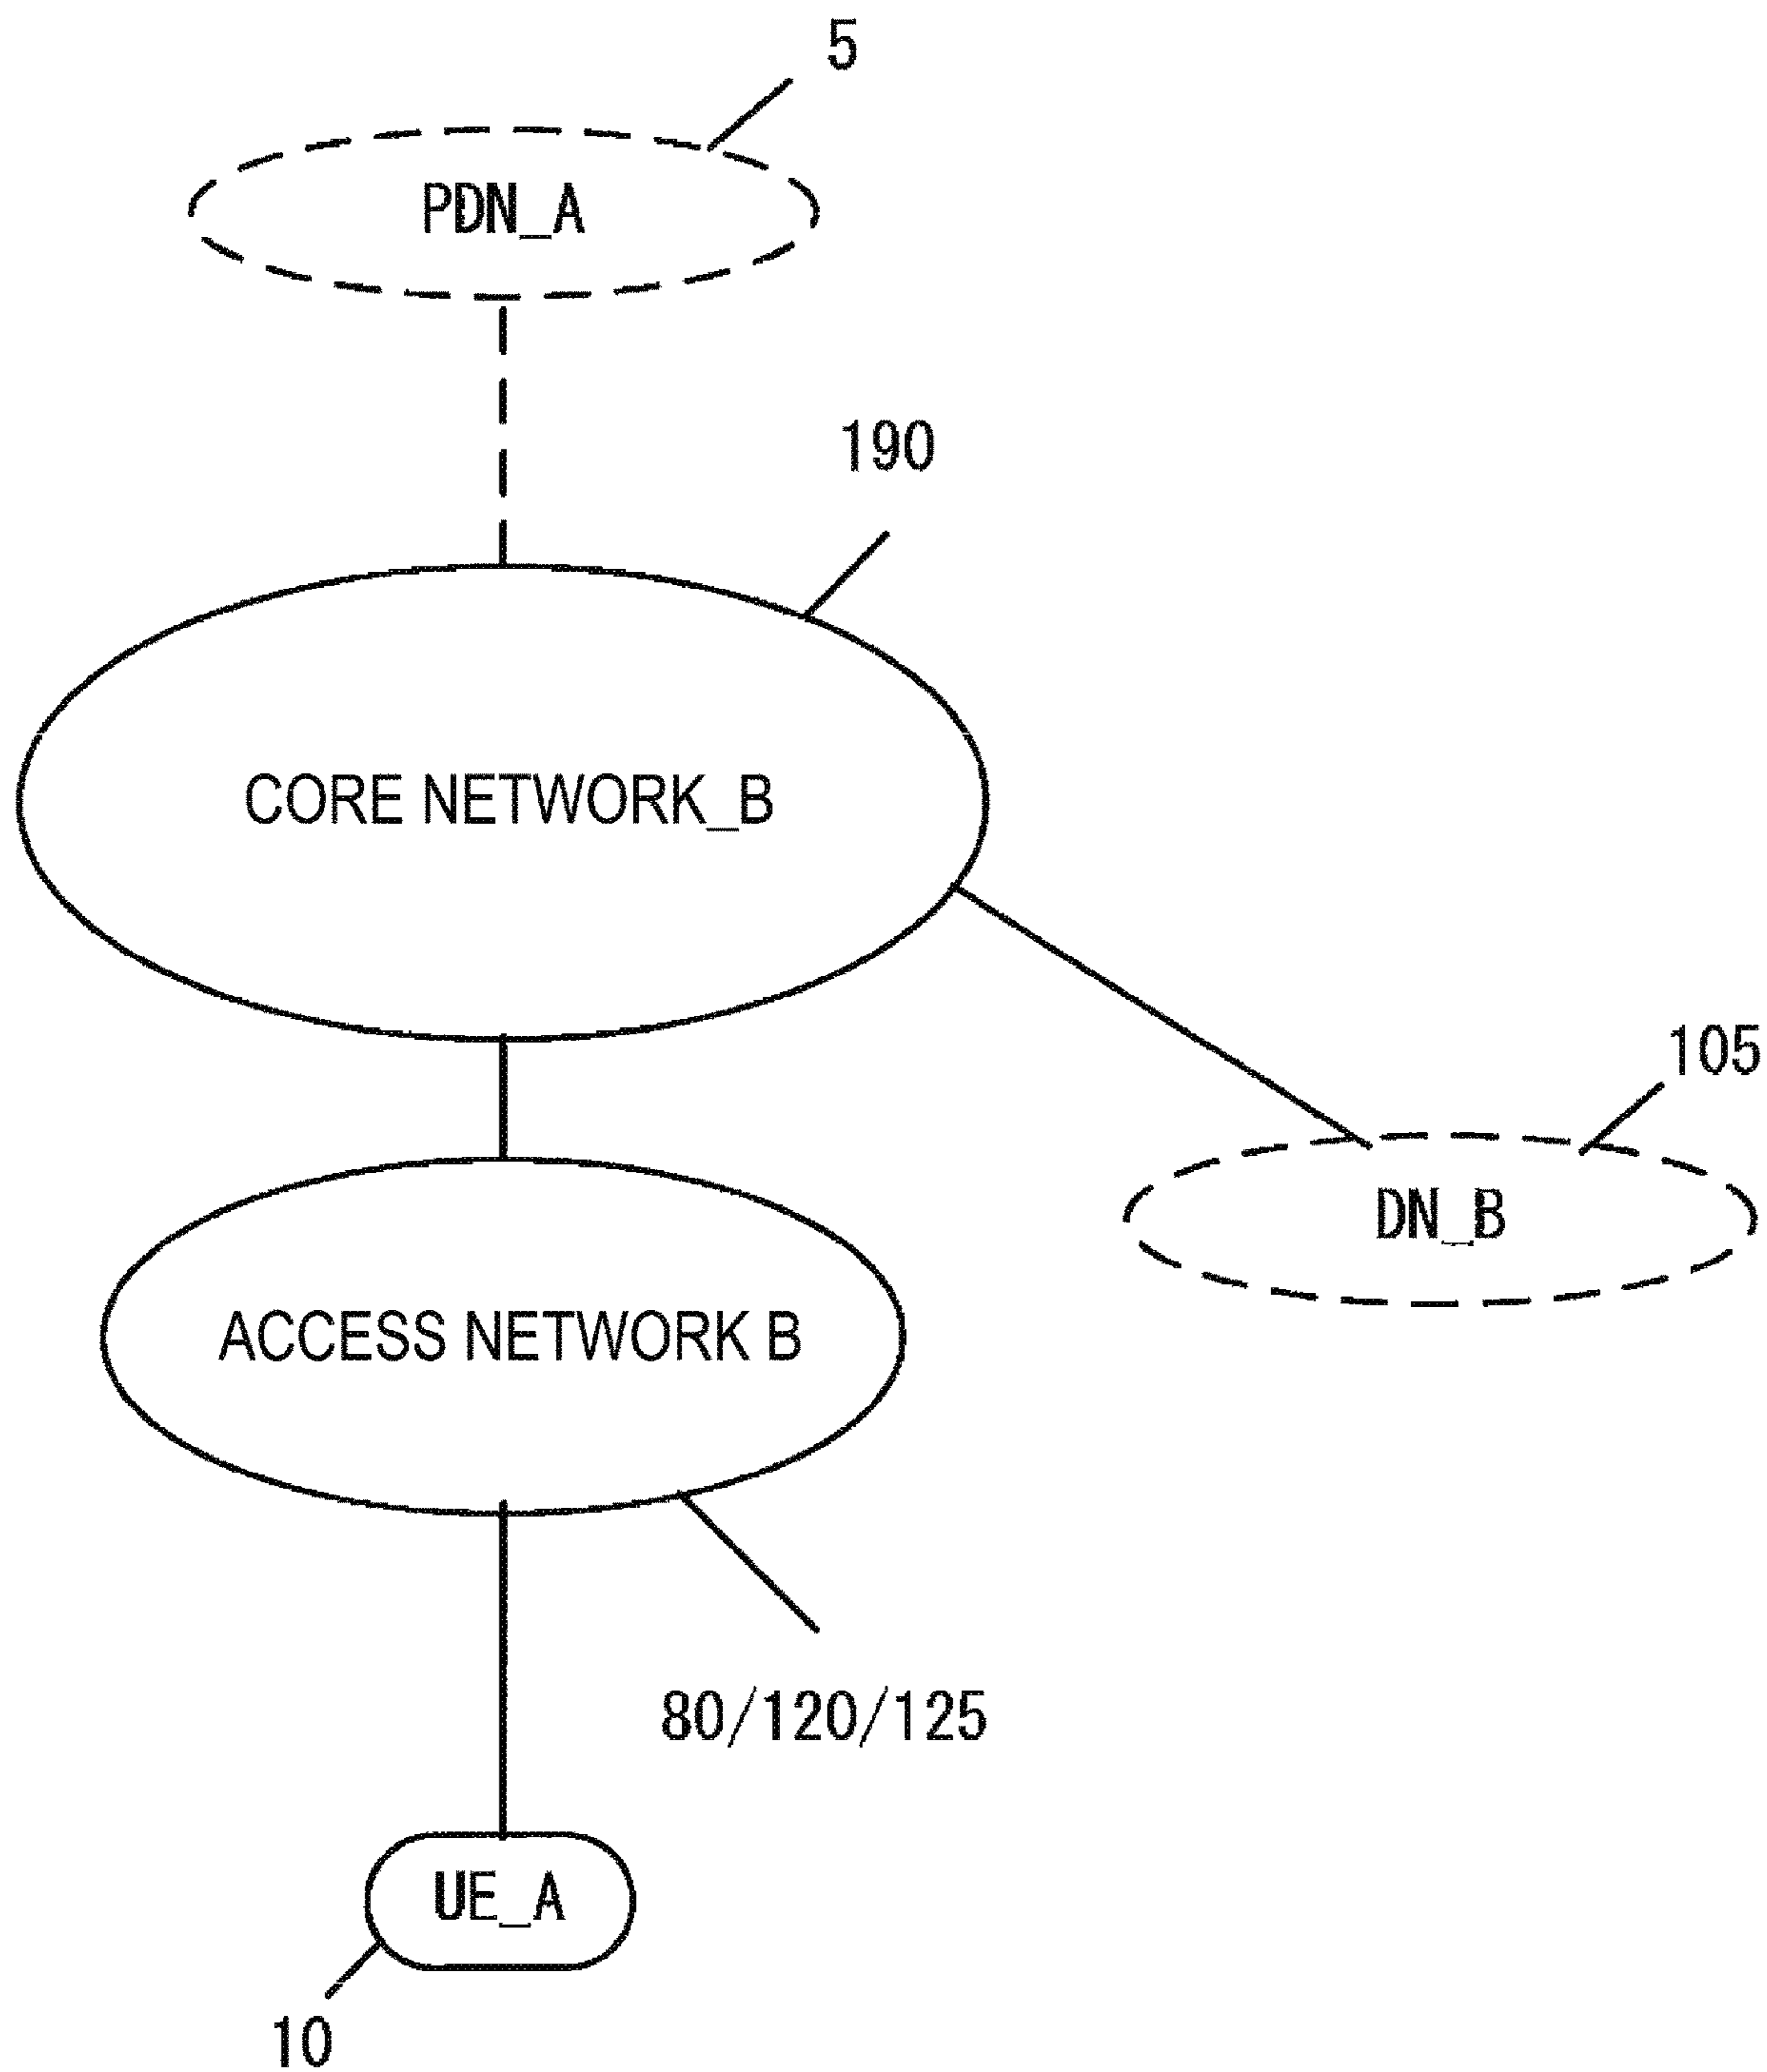 5
PDN_A
190
CORE NETWORK_B
105
DN_B
ACCESS NETWORK B
80/120/125
UE_A
10